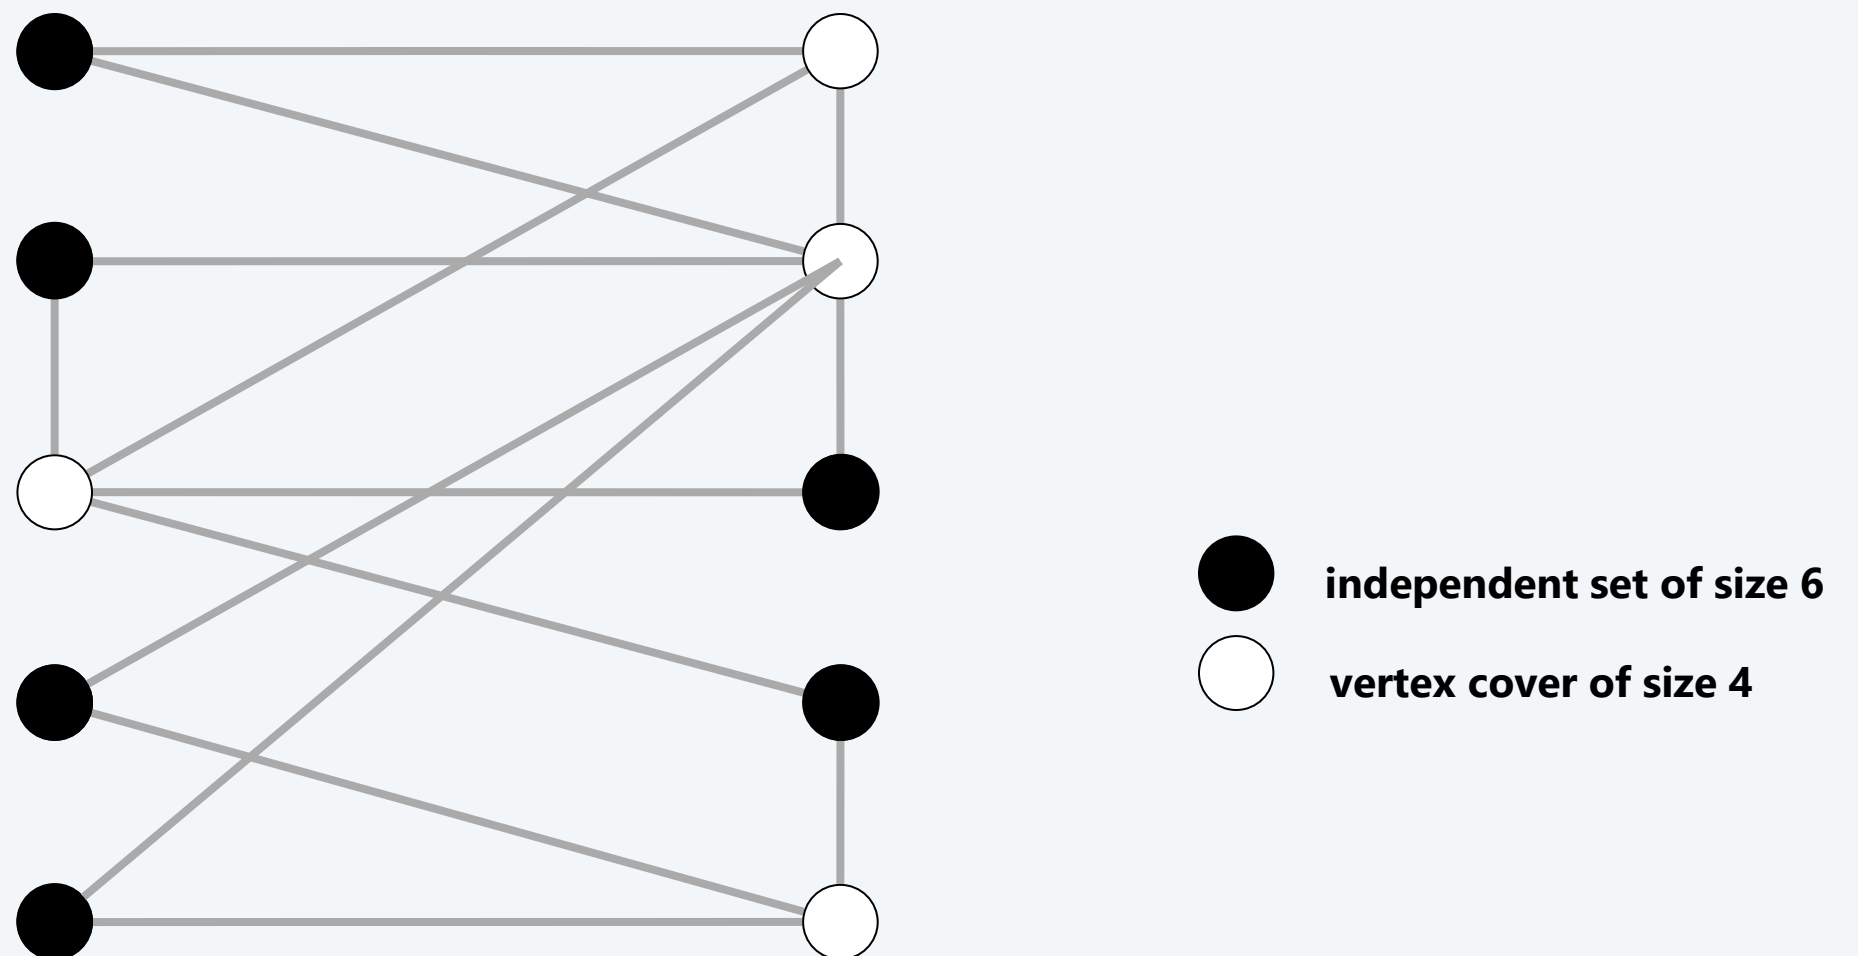 independent set of size 6
vertex cover of size 4